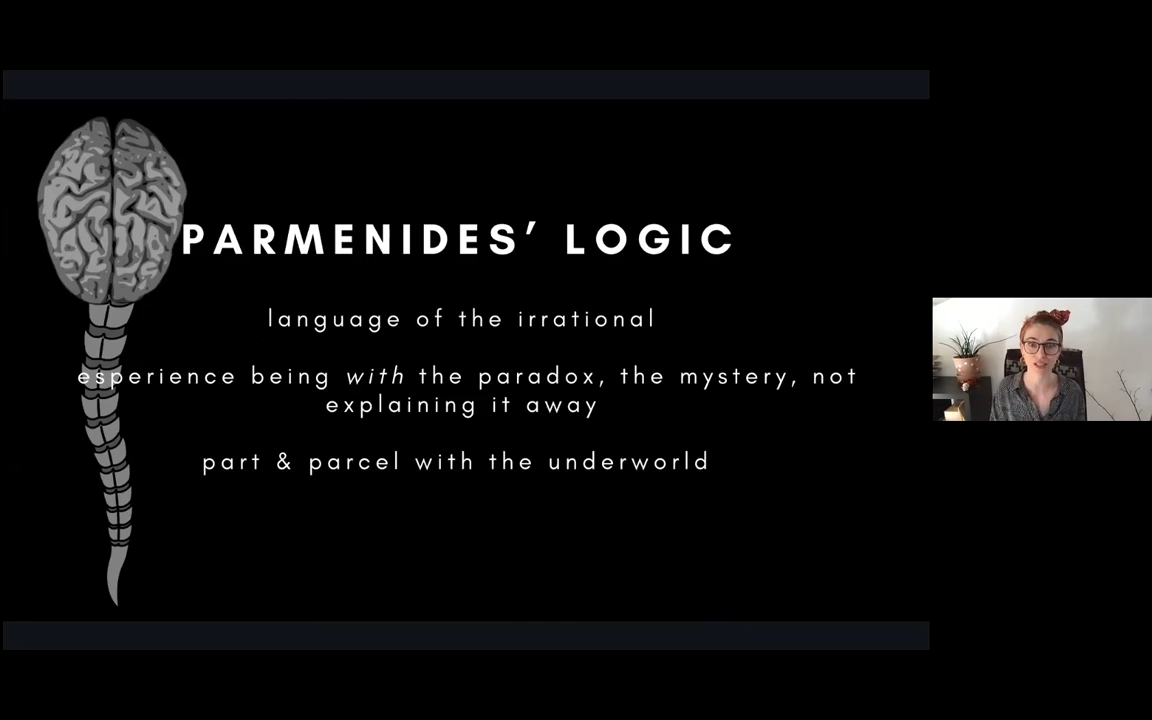 PARMENIDES’ LOGIC
language of the irrational
esperience being with the paradox, the mystery, not
explaining it away
part & parcel with the underworld